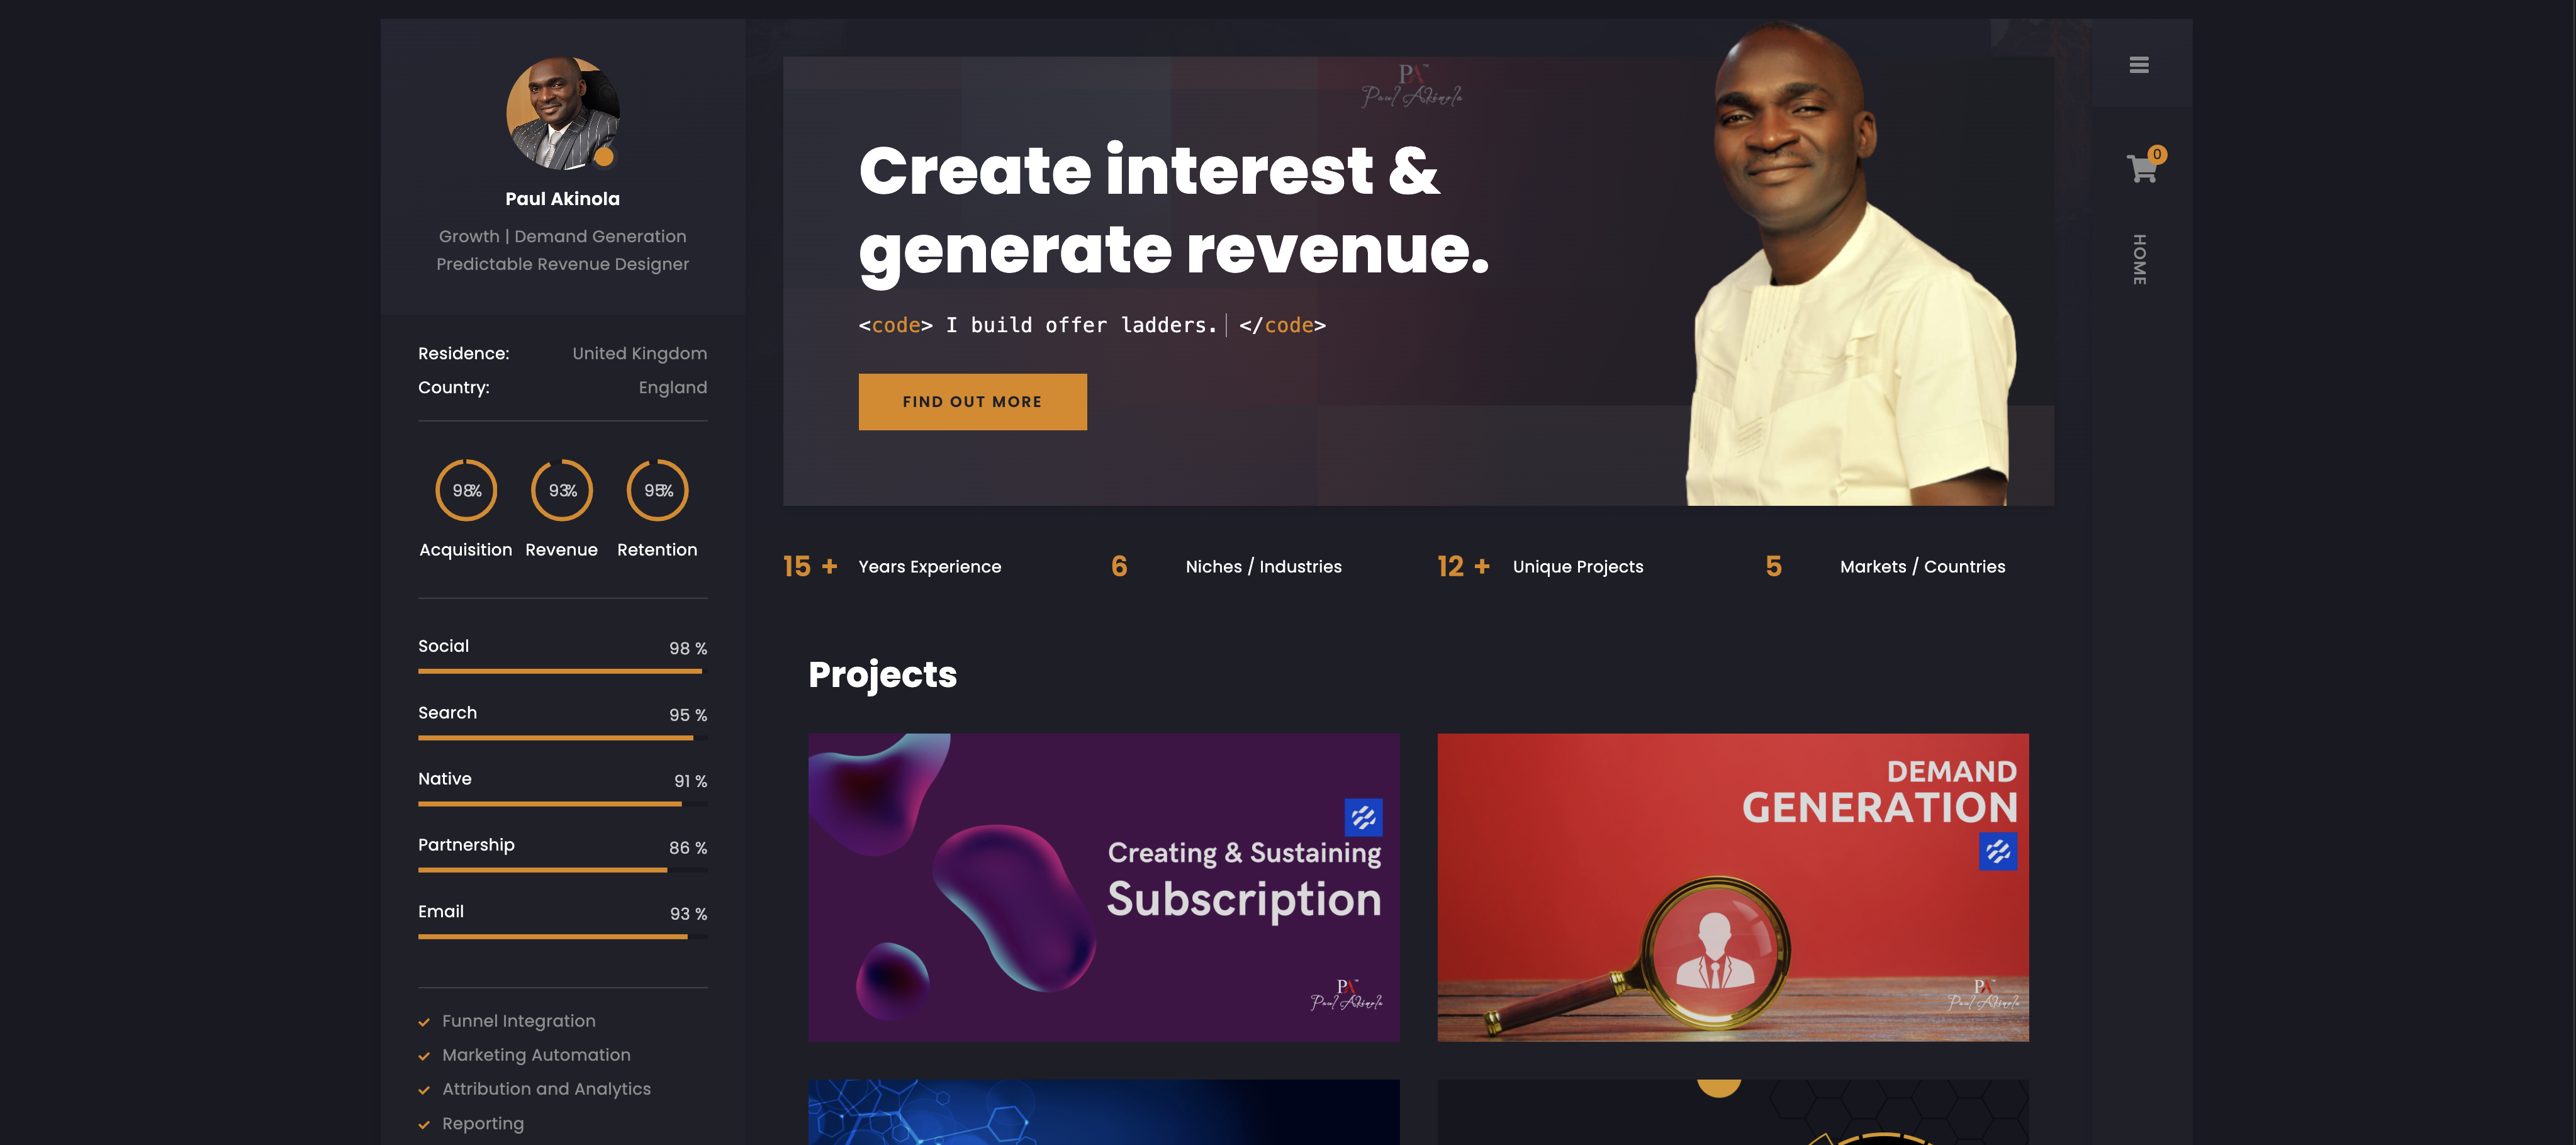 Paul Akinola
Growth | Demand Generation
Predictable Revenue Designer
Residence: United Kingdom
Country: England
98%
93%
95%
Acquisition
Revenue
Retention
Social 98 %
Search 95 %
Native 91 %
Partnership 86 %
Email 93 %
Funnel Integration
Marketing Automation
Attribution and Analytics
Reporting
PA™
Paul Akinola
Create interest &
generate revenue.
<code> I build offer ladders. </code>
FIND OUT MORE
15 + Years Experience
6 Niches / Industries
12 + Unique Projects
5 Markets / Countries
Projects
Creating & Sustaining
Subscription
PA™
Paul Akinola
DEMAND
GENERATION
PA™
Paul Akinola
0
HOME